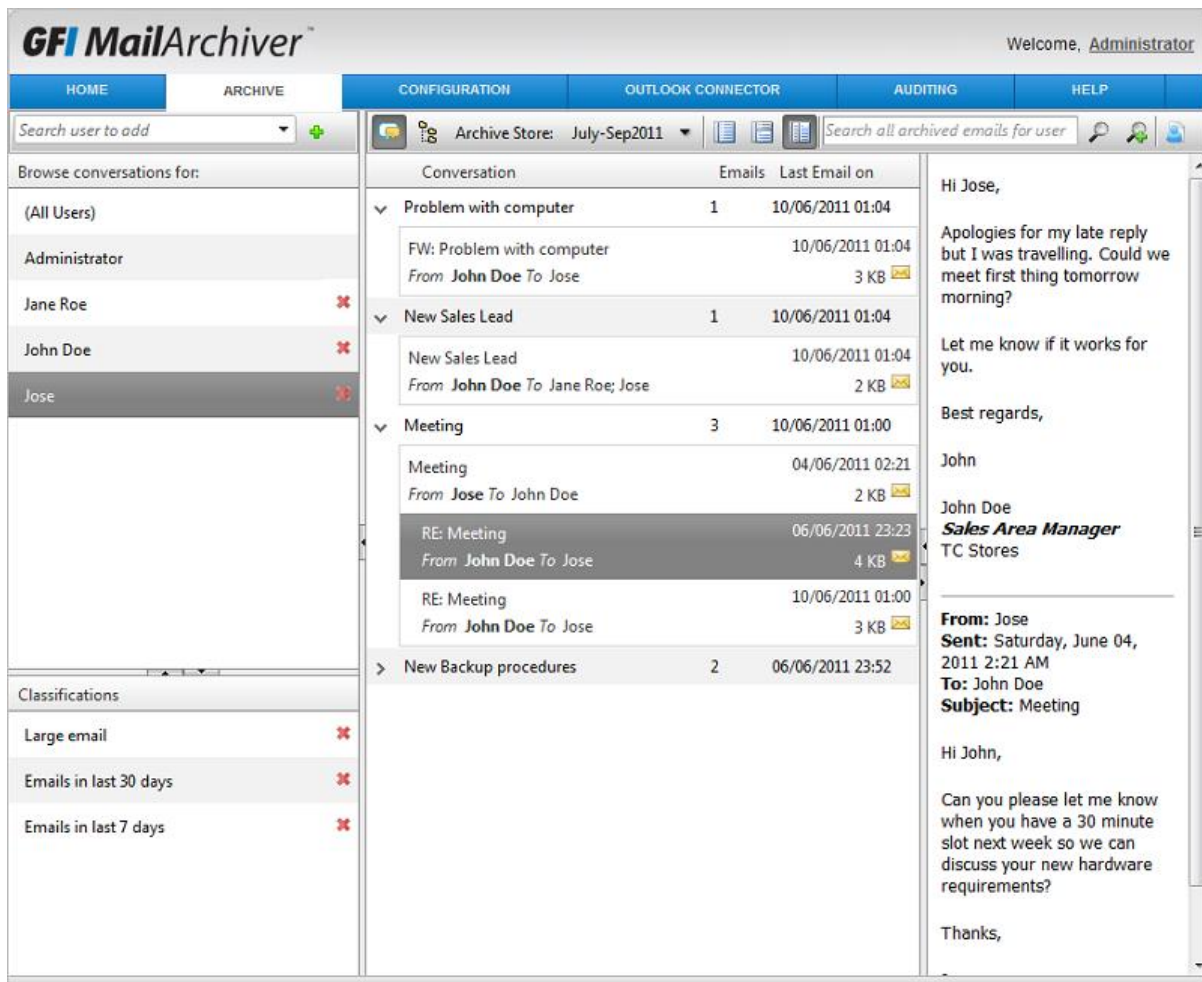 GFI MailArchiver™
Welcome, Administrator
HOME ARCHIVE CONFIGURATION OUTLOOK CONNECTOR AUDITING HELP
Search user to add
Archive Store: July-Sep2011
Search all archived emails for user
Browse conversations for:
(All Users)
Administrator
Jane Roe
John Doe
Jose
Classifications
Large email
Emails in last 30 days
Emails in last 7 days
Conversation Emails Last Email on
Problem with computer 1 10/06/2011 01:04
FW: Problem with computer 10/06/2011 01:04
From John Doe To Jose 3 KB
New Sales Lead 1 10/06/2011 01:04
New Sales Lead 10/06/2011 01:04
From John Doe To Jane Roe; Jose 2 KB
Meeting 3 10/06/2011 01:00
Meeting 04/06/2011 02:21
From Jose To John Doe 2 KB
RE: Meeting 06/06/2011 23:23
From John Doe To Jose 4 KB
RE: Meeting 10/06/2011 01:00
From John Doe To Jose 3 KB
New Backup procedures 2 06/06/2011 23:52
Hi Jose,
Apologies for my late reply
but I was travelling. Could we
meet first thing tomorrow
morning?
Let me know if it works for
you.
Best regards,
John
John Doe
Sales Area Manager
TC Stores
From: Jose
Sent: Saturday, June 04,
2011 2:21 AM
To: John Doe
Subject: Meeting
Hi John,
Can you please let me know
when you have a 30 minute
slot next week so we can
discuss your new hardware
requirements?
Thanks,